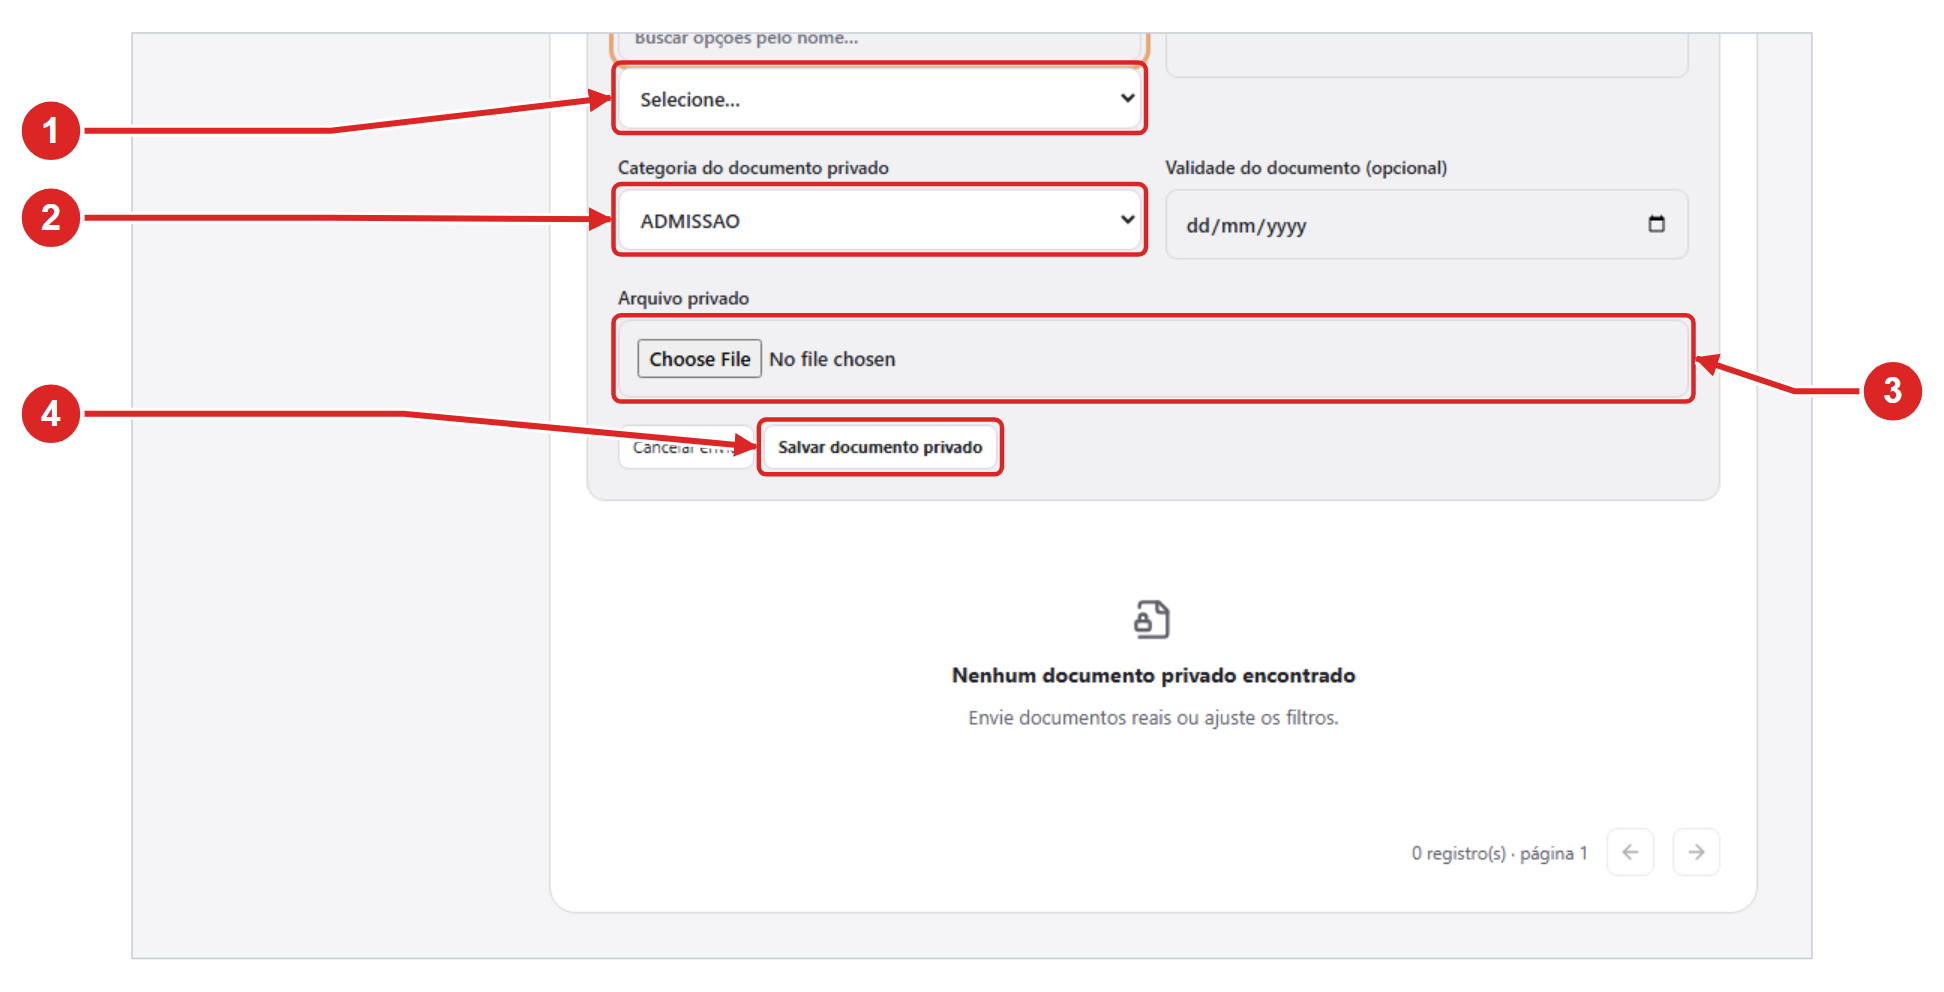 Buscar opções pelo nome...
1
Selecione...
Categoria do documento privado
Validade do documento (opcional)
2
ADMISSAO
dd/mm/yyyy
Arquivo privado
Choose File No file chosen
3
4
Cancelar
Salvar documento privado
Nenhum documento privado encontrado
Envie documentos reais ou ajuste os filtros.
0 registro(s) · página 1